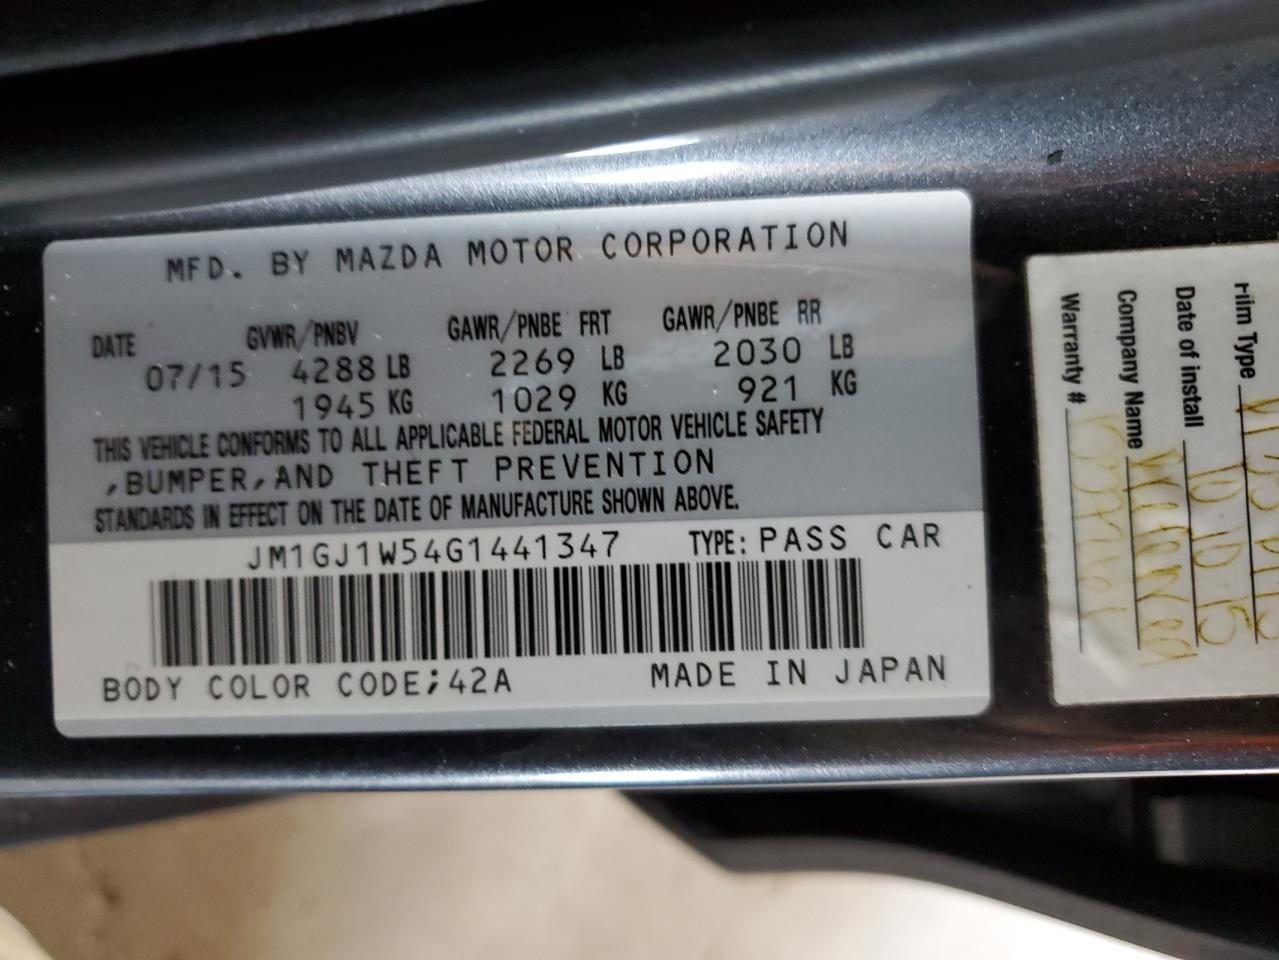 MFD. BY MAZDA MOTOR CORPORATION
DATE GVWR/PNBV GAWR/PNBE FRT GAWR/PNBE RR
07/15 4288 LB 2269 LB 2030 LB
1945 KG 1029 KG 921 KG
THIS VEHICLE CONFORMS TO ALL APPLICABLE FEDERAL MOTOR VEHICLE SAFETY
,BUMPER,AND THEFT PREVENTION
STANDARDS IN EFFECT ON THE DATE OF MANUFACTURE SHOWN ABOVE.
JM1GJ1W54G1441347 TYPE: PASS CAR
BODY COLOR CODE;42A MADE IN JAPAN
Film Type
Date of install 10 10 15
Company Name
Warranty #